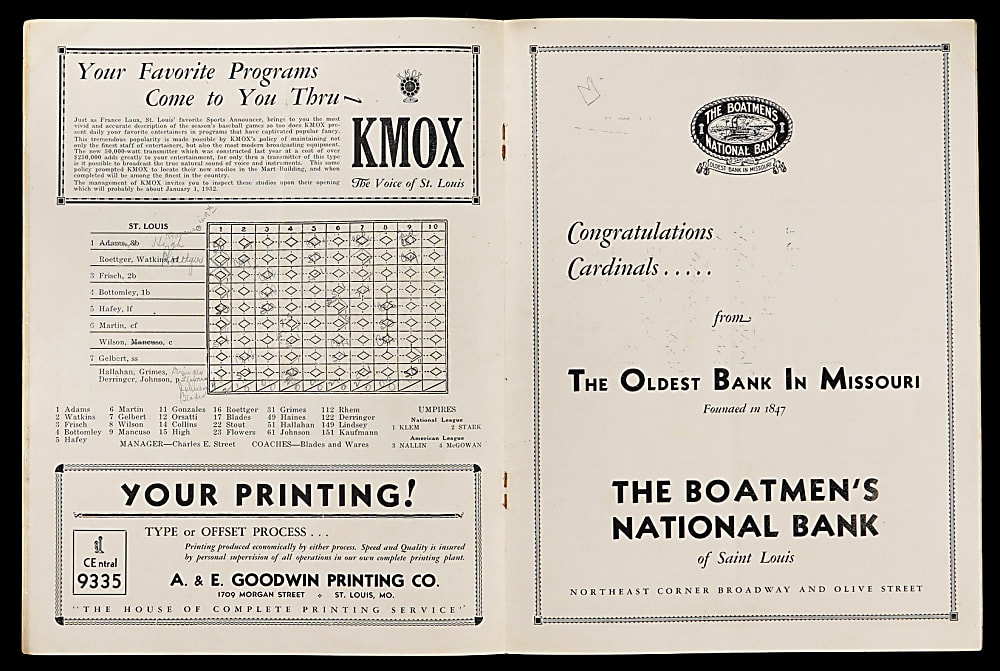 Your Favorite Programs
Come to You Thru
KMOX
Just as France Laux, St. Louis' favorite Sports Announcer, brings to you the most
vivid and accurate description of the season's baseball games so too does KMOX pre-
sent daily your favorite entertainers in programs that have captivated popular fancy.
This tremendous popularity is made possible by KMOX's policy of maintaining not
only the finest staff of entertainers, but also the most modern broadcasting equipment.
The new 50,000-watt transmitter which was constructed last year at a cost of over
$250,000 adds greatly to your entertainment, for only thru a transmitter of this type
is it possible to broadcast the true natural sound of voice and instruments. This same
policy prompted KMOX to locate their new studios in the Mart Building, and when
completed will be among the finest in the country.
The management of KMOX invites you to inspect these studios upon their opening
which will probably be about January 1, 1932.
KMOX
The Voice of St. Louis
ST. LOUIS 1 2 3 4 5 6 7 8 9 10
1 Adams, 3b High
Roettger, Watkins, rf Roettger
3 Frisch, 2b
4 Bottomley, 1b
5 Hafey, lf
6 Martin, cf
Wilson, Mancuso, c
7 Gelbert, ss
Hallahan, Grimes,
Derringer, Johnson, p
1 Adams 6 Martin 11 Gonzales 16 Roettger 31 Grimes 112 Rhem UMPIRES
2 Watkins 7 Gelbert 12 Orsatti 17 Blades 49 Haines 122 Derringer National League
3 Frisch 8 Wilson 14 Collins 22 Stout 51 Hallahan 149 Lindsey 1 KLEM 2 STARK
4 Bottomley 9 Mancuso 15 High 23 Flowers 61 Johnson 151 Kaufmann American League
5 Hafey MANAGER—Charles E. Street COACHES—Blades and Wares 3 NALLIN 4 McGOWAN
YOUR PRINTING!
TYPE or OFFSET PROCESS . . .
Printing produced economically by either process. Speed and Quality is insured
by personal supervision of all operations in our own complete printing plant.
CEntral
9335
A. & E. GOODWIN PRINTING CO.
1709 MORGAN STREET ST. LOUIS, MO.
"THE HOUSE OF COMPLETE PRINTING SERVICE"
THE BOATMEN'S
NATIONAL BANK
OLDEST BANK IN MISSOURI
Congratulations
Cardinals . . . . .
from
THE OLDEST BANK IN MISSOURI
Founded in 1847
THE BOATMEN'S
NATIONAL BANK
of Saint Louis
NORTHEAST CORNER BROADWAY AND OLIVE STREET